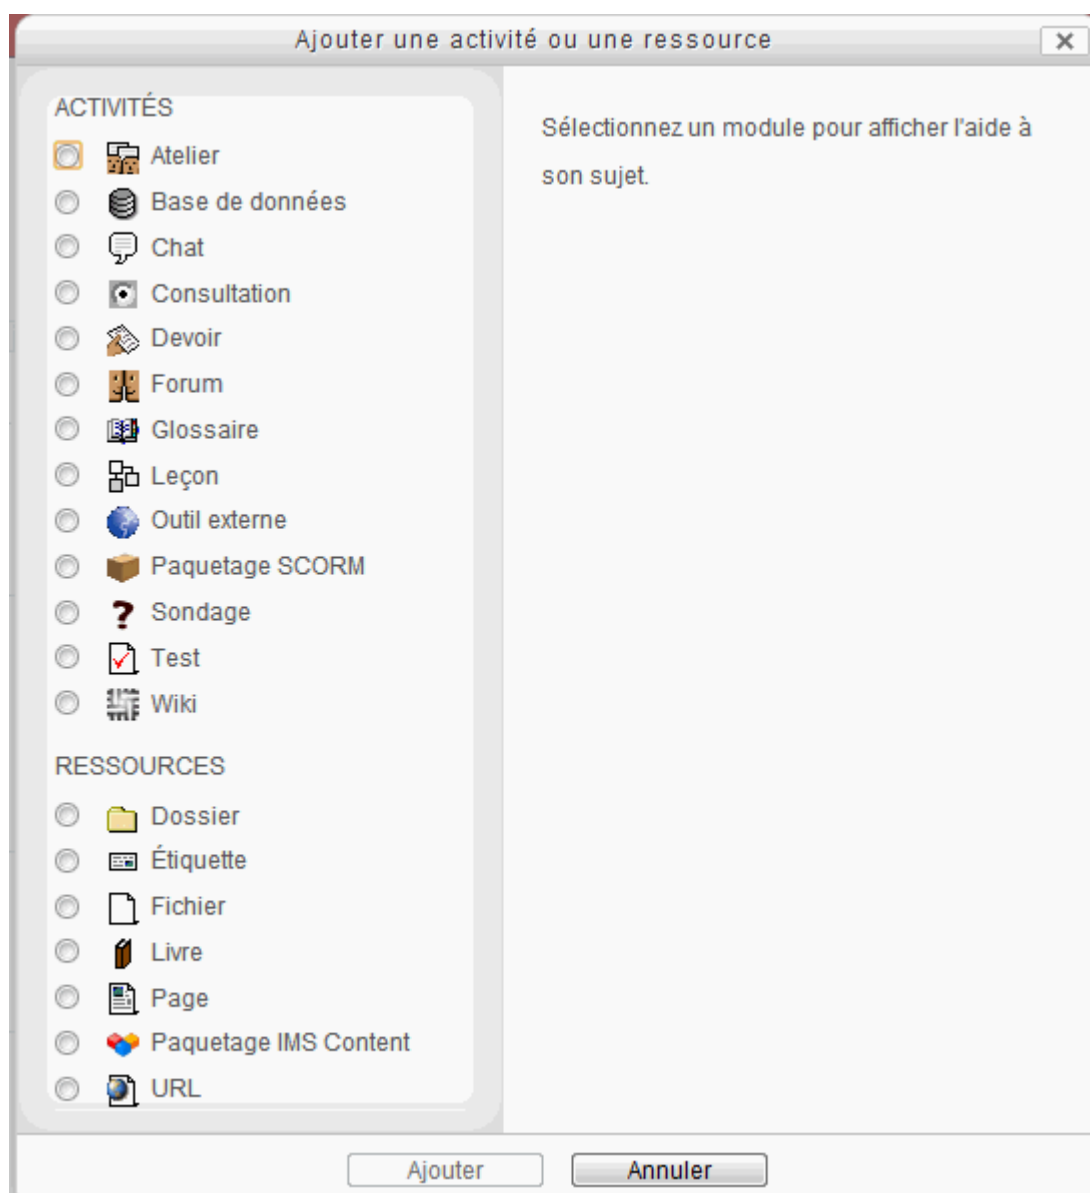 Ajouter une activité ou une ressource
ACTIVITÉS
Atelier
Base de données
Chat
Consultation
Devoir
Forum
Glossaire
Leçon
Outil externe
Paquetage SCORM
Sondage
Test
Wiki
RESSOURCES
Dossier
Étiquette
Fichier
Livre
Page
Paquetage IMS Content
URL
Sélectionnez un module pour afficher l'aide à
son sujet.
Ajouter
Annuler